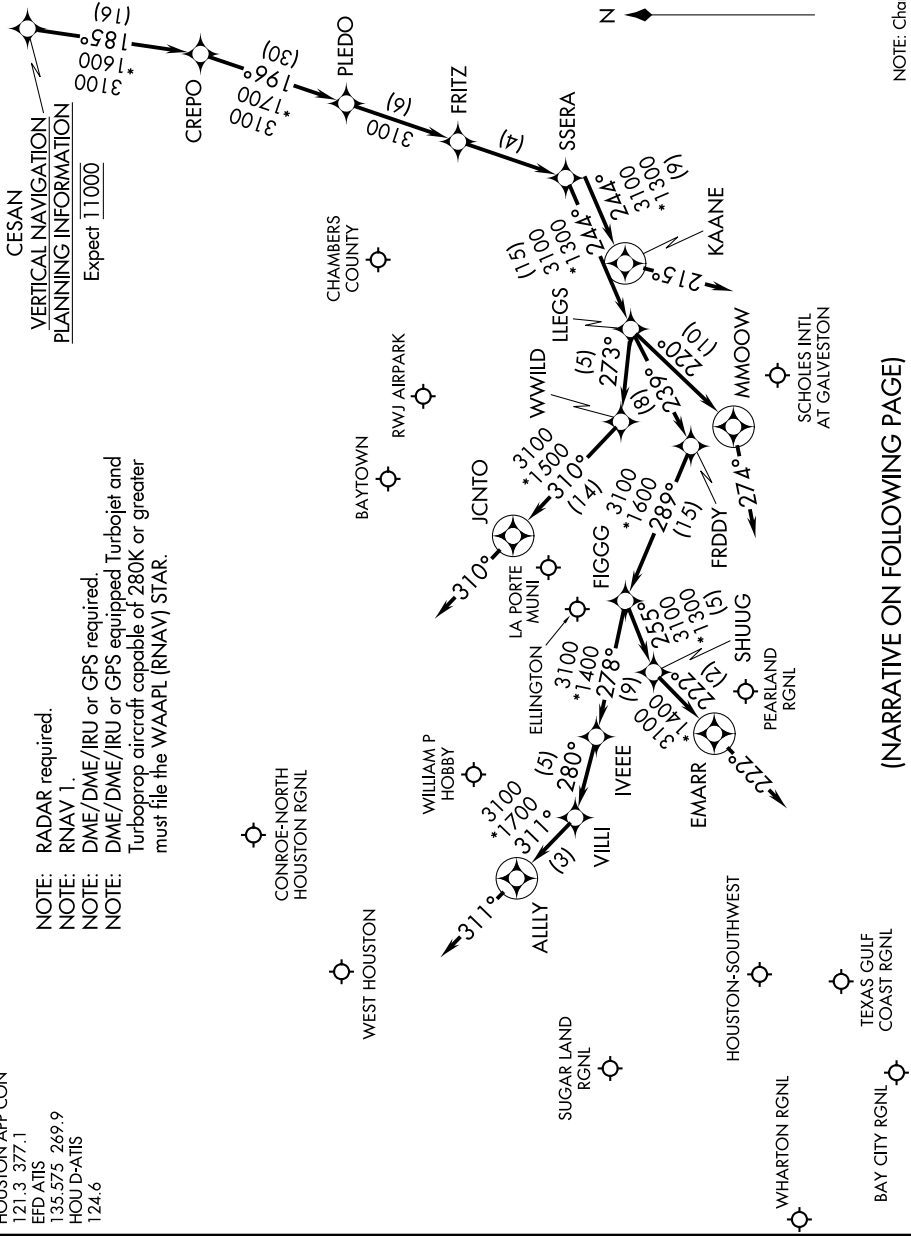 HOUSTON APP CON
121.3 377.1
EFD ATIS
135.575 269.9
HOU D-ATIS
124.6
NOTE: RADAR required.
NOTE: RNAV 1.
NOTE: DME/DME/IRU or GPS required.
NOTE: DME/DME/IRU or GPS equipped Turbojet and
Turboprop aircraft capable of 280K or greater
must file the WAAPL (RNAV) STAR.
CESAN
VERTICAL NAVIGATION
PLANNING INFORMATION
Expect 11000
3100
*1600
185°
(16)
CREPO
3100
*1700
196°
(30)
PLEDO
3100
(6)
FRITZ
(4)
SSERA
244°
3100
*1300
(9)
KAANE
215°
(15)
3100
*1300
244°
LLEGS
(5)
273°
WWILD
3100
*1500
310°
(14)
JCNTO
310°
(8)
239°
FRDDY
220°
(10)
MMOOW
274°
3100
*1600
289°
(15)
FIGGG
255°
3100
*1300
(5)
SHUUG
3100
*1400
222°
(2)
EMARR
222°
3100
*1400
278°
(9)
IVEEE
(5)
280°
VILLI
3100
*1700
311°
(3)
ALLLY
311°
CHAMBERS
COUNTY
RWJ AIRPARK
BAYTOWN
LA PORTE
MUNI
ELLINGTON
WILLIAM P
HOBBY
CONROE-NORTH
HOUSTON RGNL
WEST HOUSTON
SUGAR LAND
RGNL
HOUSTON-SOUTHWEST
WHARTON RGNL
BAY CITY RGNL
TEXAS GULF
COAST RGNL
PEARLAND
RGNL
SCHOLES INTL
AT GALVESTON
N
(NARRATIVE ON FOLLOWING PAGE)
NOTE: